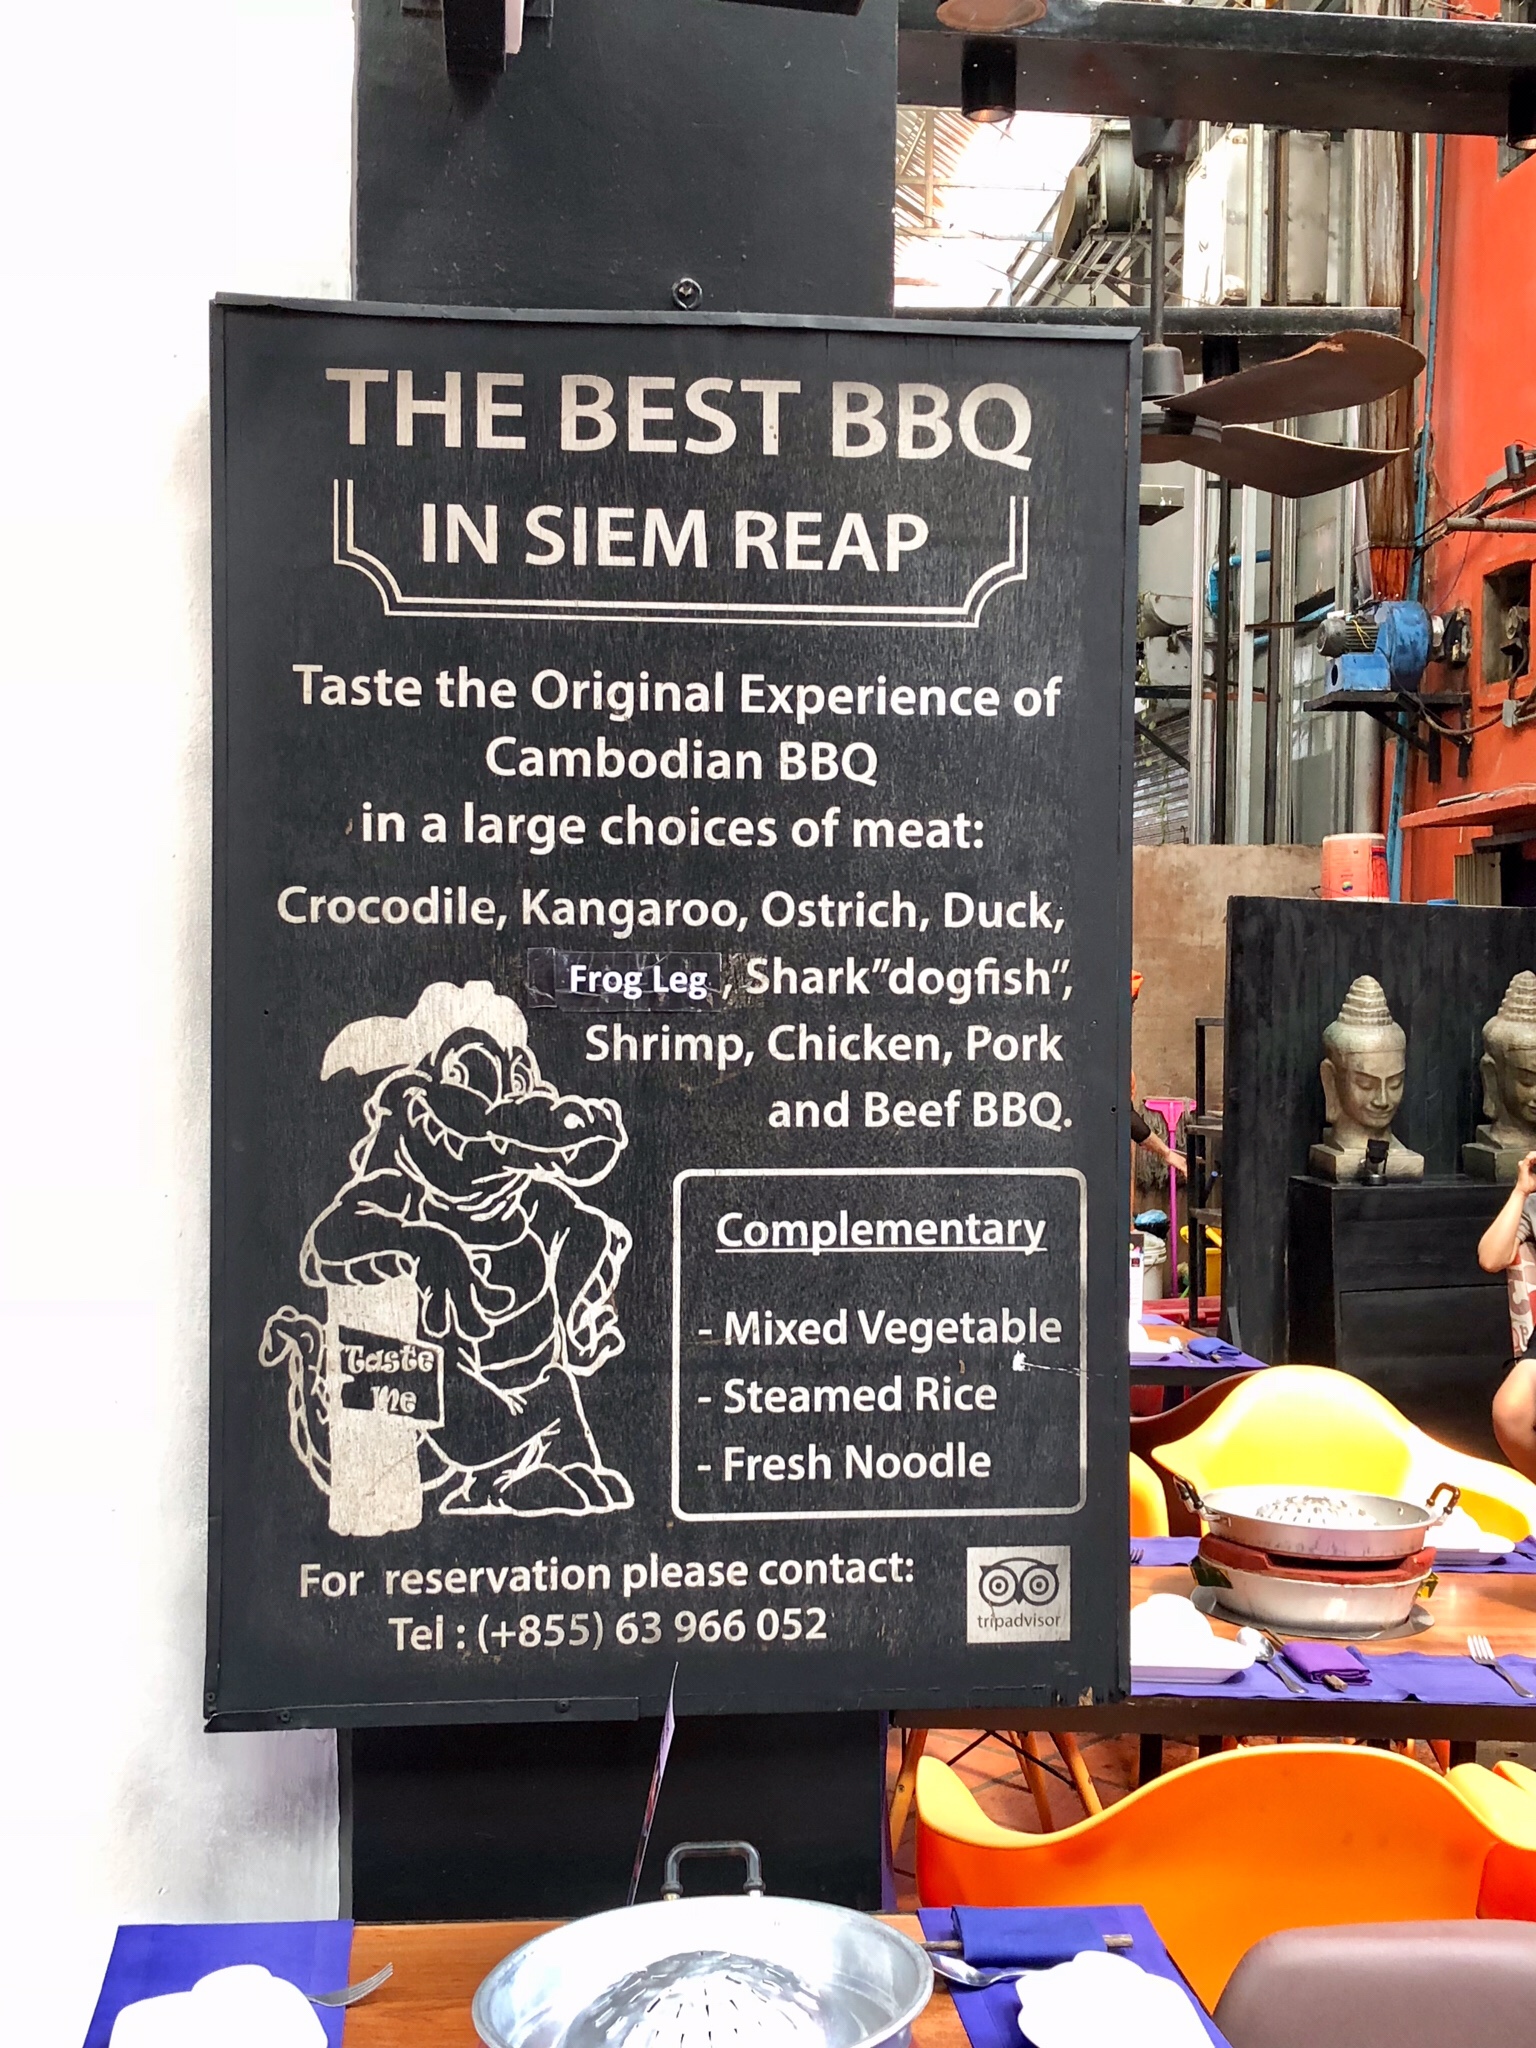 THE BEST BBQ
IN SIEM REAP
Taste the Original Experience of
Cambodian BBQ
in a large choices of meat:
Crocodile, Kangaroo, Ostrich, Duck,
Frog Leg , Shark"dogfish",
Shrimp, Chicken, Pork
and Beef BBQ.
Taste
Me
Complementary
- Mixed Vegetable
- Steamed Rice
- Fresh Noodle
For reservation please contact:
Tel : (+855) 63 966 052
tripadvisor